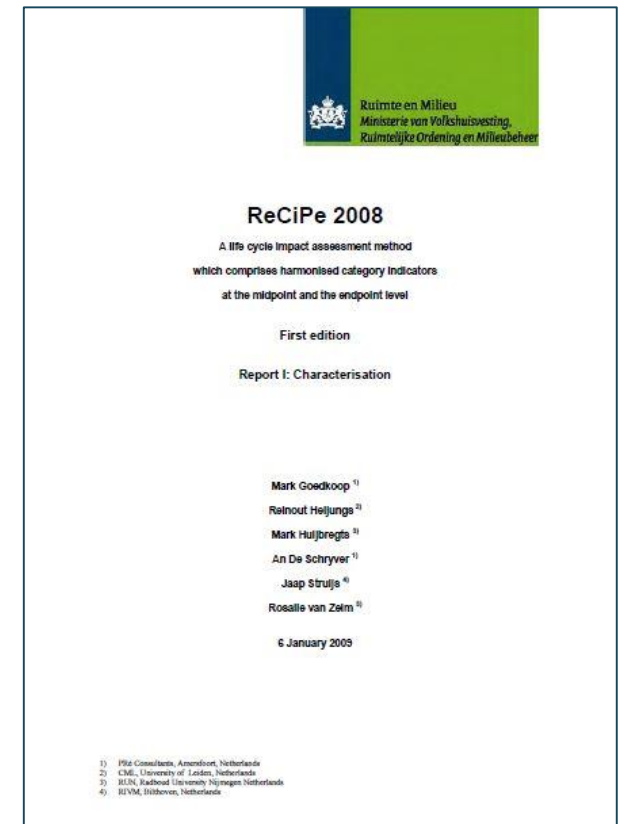 Ruimte en Milieu
Ministerie van Volkshuisvesting,
Ruimtelijke Ordening en Milieubeheer
ReCiPe 2008
A life cycle impact assessment method
which comprises harmonised category indicators
at the midpoint and the endpoint level
First edition
Report I: Characterisation
Mark Goedkoop 1)
Reinout Heijungs 2)
Mark Huijbregts 3)
An De Schryver 1)
Jaap Struijs 4)
Rosalie van Zelm 3)
6 January 2009
1) PRé Consultants, Amersfoort, Netherlands
2) CML, University of Leiden, Netherlands
3) RUN, Radboud University Nijmegen Netherlands
4) RIVM, Bilthoven, Netherlands